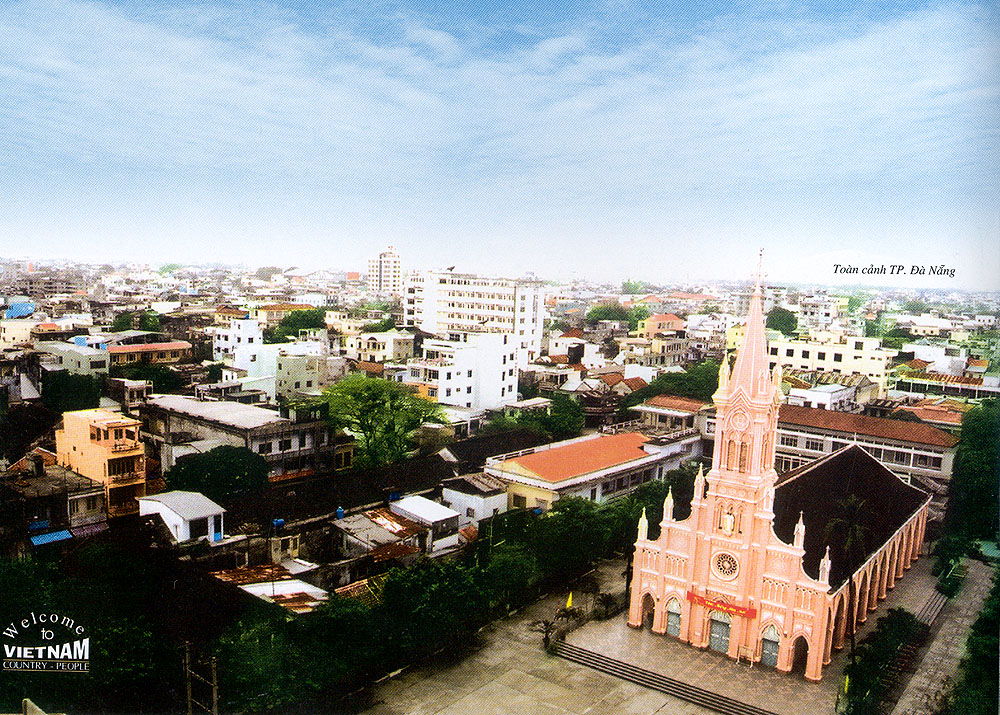 Toàn cảnh TP. Đà Nẵng
Welcome
to
VIETNAM
COUNTRY - PEOPLE